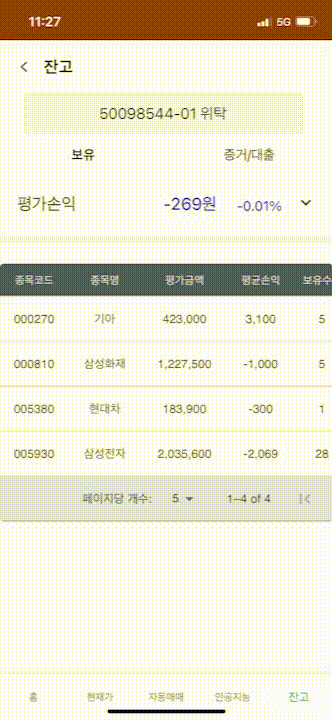 11:27 5G
잔고
50098544-01 위탁
보유 증거/대출
평가손익 -269원 -0.01%
종목코드 종목명 평가금액 평균손익 보유수
000270 기아 423,000 3,100 5
000810 삼성화재 1,227,500 -1,000 5
005380 현대차 183,900 -300 1
005930 삼성전자 2,035,600 -2,069 28
페이지당 개수: 5 1–4 of 4
홈 현재가 자동매매 인공지능 잔고